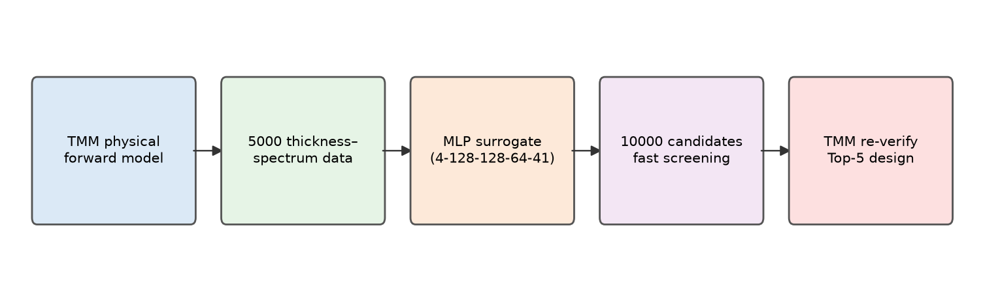 TMM physical
forward model
5000 thickness–
spectrum data
MLP surrogate
(4-128-128-64-41)
10000 candidates
fast screening
TMM re-verify
Top-5 design